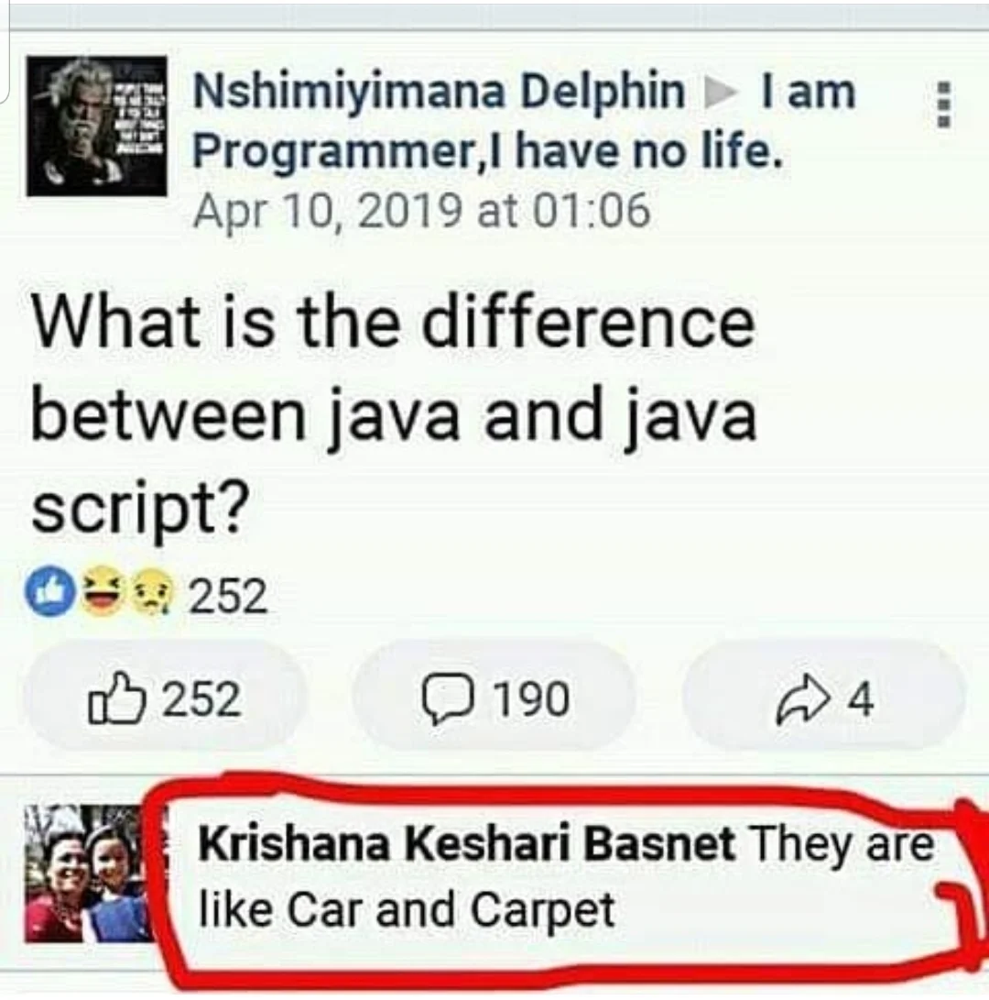 Nshimiyimana Delphin ▶ I am
Programmer,I have no life.
Apr 10, 2019 at 01:06
What is the difference
between java and java
script?
252
252
190
4
Krishana Keshari Basnet They are
like Car and Carpet